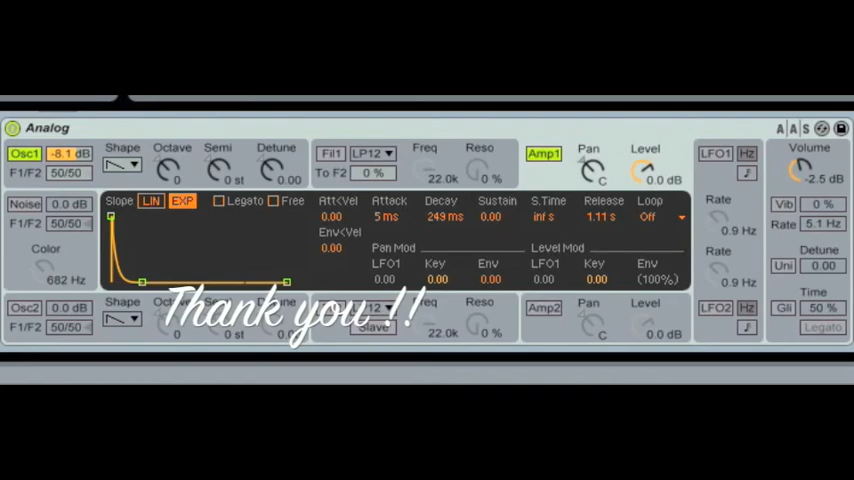 Analog A|A|S
Osc1 -8.1 dB Shape Octave Semi Detune Fil1 LP12 Freq Reso Amp1 Pan Level LFO1 Hz Volume
F1/F2 50/50 0 0 st 0.00 To F2 0 % 22.0k 0 % C 0.0 dB -2.5 dB
Noise 0.0 dB Slope LIN EXP Legato Free Att<Vel Attack Decay Sustain S.Time Release Loop Rate Vib 0 %
F1/F2 50/50 0.00 5 ms 249 ms 0.00 inf s 1.11 s Off 0.9 Hz Rate 5.1 Hz
Env<Vel
Color 0.00 Pan Mod Level Mod Rate Detune
LFO1 Key Env LFO1 Key Env Uni 0.00
682 Hz 0.00 0.00 0.00 0.00 0.00 (100%) 0.9 Hz
Osc2 0.0 dB Shape Octave Semi Detune LP12 Freq Reso Amp2 Pan Level LFO2 Hz Time
Gli 50 %
F1/F2 50/50 Slave 22.0k 0 % C 0.0 dB Legato
Thank you !!